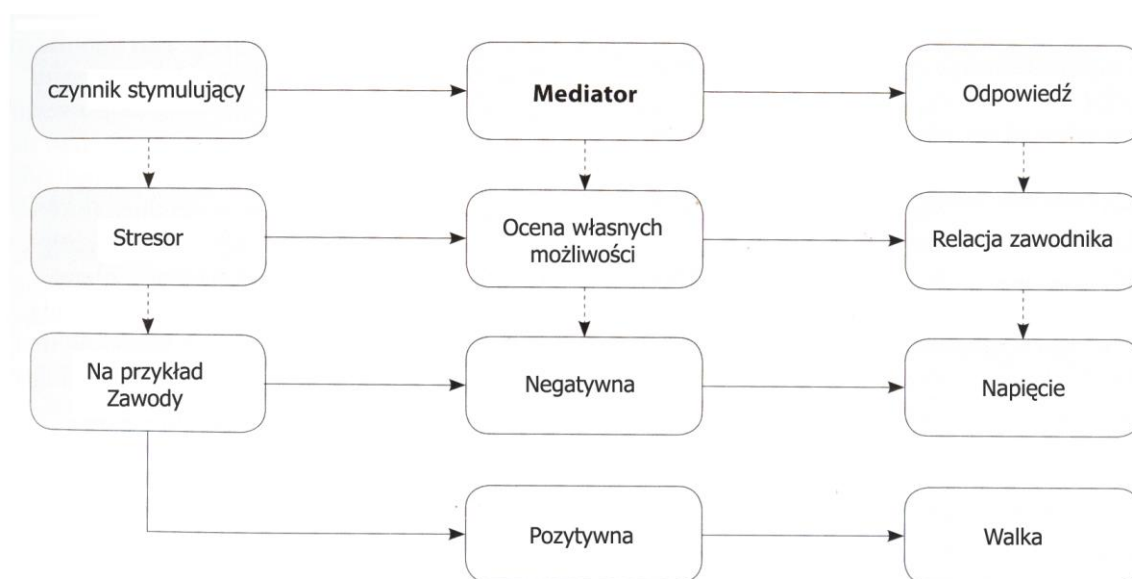 czynnik stymulujący
Mediator
Odpowiedź
Stresor
Ocena własnych
możliwości
Relacja zawodnika
Na przykład
Zawody
Negatywna
Napięcie
Pozytywna
Walka